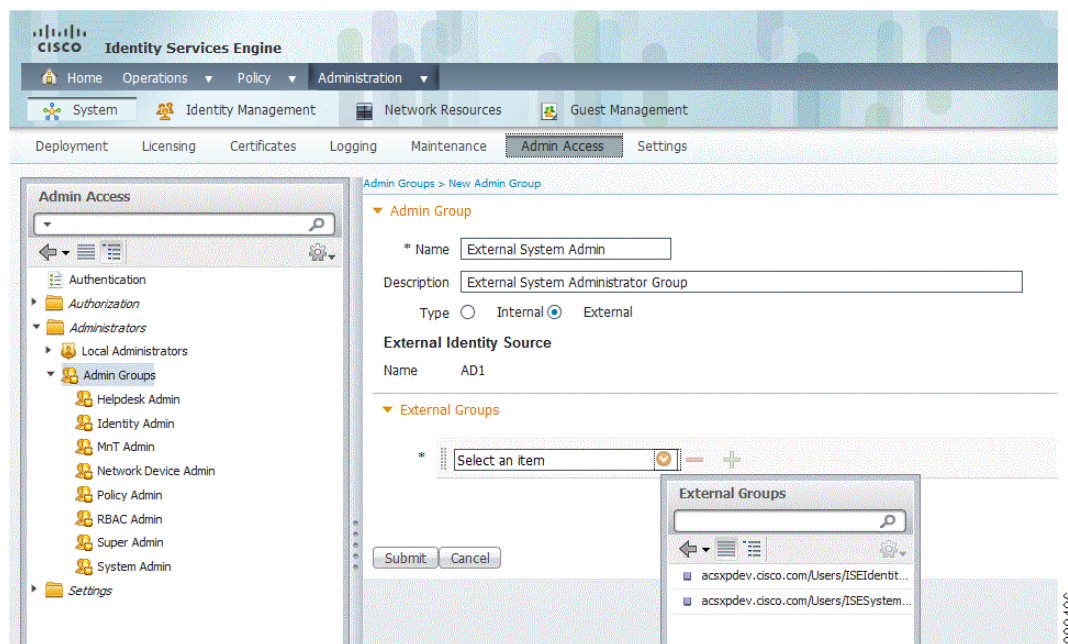 CISCO Identity Services Engine
Home Operations Policy Administration
System Identity Management Network Resources Guest Management
Deployment Licensing Certificates Logging Maintenance Admin Access Settings
Admin Access
Authentication
Authorization
Administrators
Local Administrators
Admin Groups
Helpdesk Admin
Identity Admin
MnT Admin
Network Device Admin
Policy Admin
RBAC Admin
Super Admin
System Admin
Settings
Admin Groups > New Admin Group
Admin Group
* Name External System Admin
Description External System Administrator Group
Type Internal External
External Identity Source
Name AD1
External Groups
* Select an item
Submit Cancel
External Groups
acsxpdev.cisco.com/Users/ISEIdentit...
acsxpdev.cisco.com/Users/ISESystem...